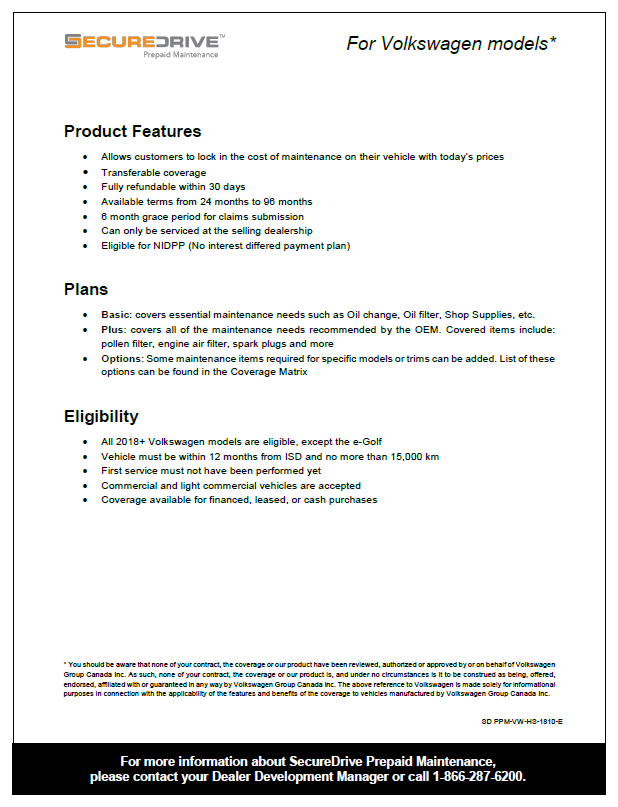 SECUREDRIVE™
Prepaid Maintenance
For Volkswagen models*
Product Features
• Allows customers to lock in the cost of maintenance on their vehicle with today's prices
• Transferable coverage
• Fully refundable within 30 days
• Available terms from 24 months to 96 months
• 6 month grace period for claims submission
• Can only be serviced at the selling dealership
• Eligible for NIDPP (No interest differed payment plan)
Plans
• Basic: covers essential maintenance needs such as Oil change, Oil filter, Shop Supplies, etc.
• Plus: covers all of the maintenance needs recommended by the OEM. Covered items include:
pollen filter, engine air filter, spark plugs and more
• Options: Some maintenance items required for specific models or trims can be added. List of these
options can be found in the Coverage Matrix
Eligibility
• All 2018+ Volkswagen models are eligible, except the e-Golf
• Vehicle must be within 12 months from ISD and no more than 15,000 km
• First service must not have been performed yet
• Commercial and light commercial vehicles are accepted
• Coverage available for financed, leased, or cash purchases
* You should be aware that none of your contract, the coverage or our product have been reviewed, authorized or approved by or on behalf of Volkswagen
Group Canada Inc. As such, none of your contract, the coverage or our product is, and under no circumstances is it to be construed as being, offered,
endorsed, affiliated with or guaranteed in any way by Volkswagen Group Canada Inc. The above reference to Volkswagen is made solely for informational
purposes in connection with the applicability of the features and benefits of the coverage to vehicles manufactured by Volkswagen Group Canada Inc.
SD PPM-VW-HS-1810-E
For more information about SecureDrive Prepaid Maintenance,
please contact your Dealer Development Manager or call 1-866-287-6200.